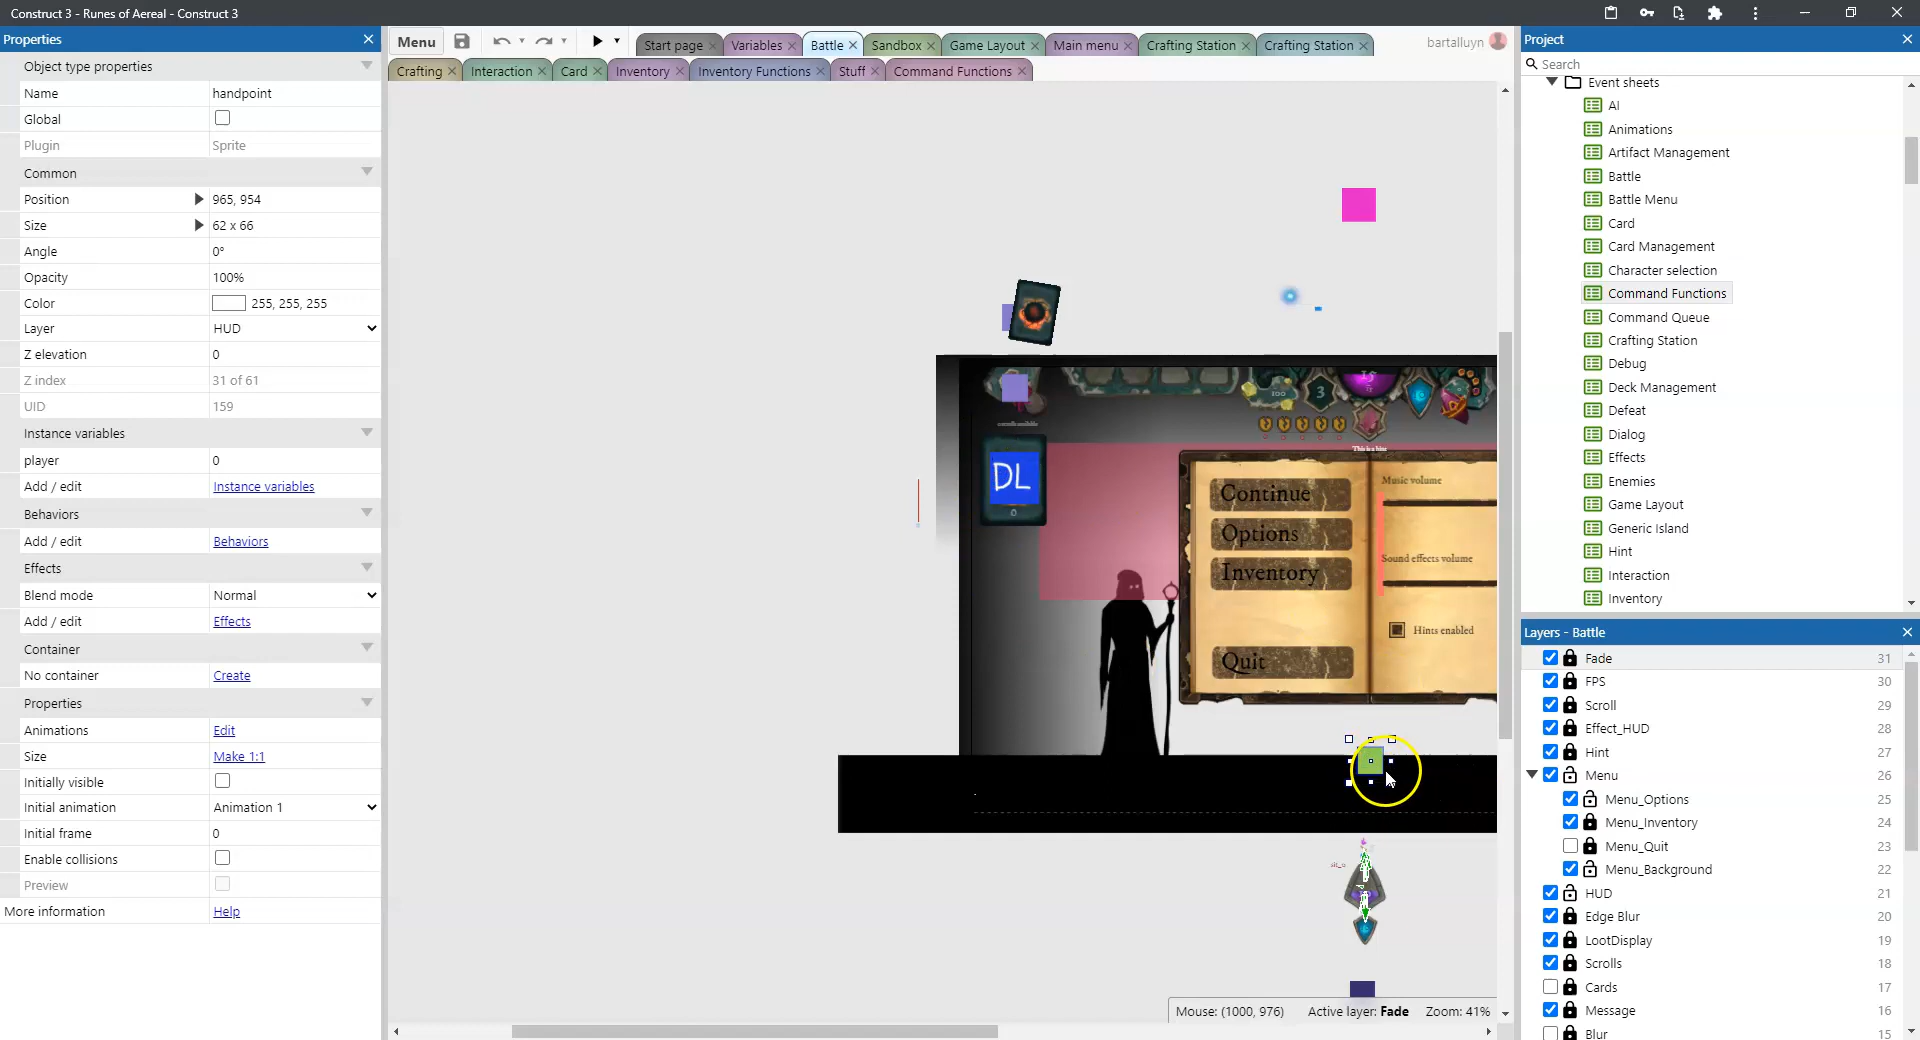 Construct 3 - Runes of Aereal - Construct 3
Properties
Menu
Start page
Variables
Battle
Sandbox
Game Layout
Main menu
Crafting Station
Crafting Station
bartalluyn
Crafting
Interaction
Card
Inventory
Inventory Functions
Stuff
Command Functions
Object type properties
Name handpoint
Global
Plugin Sprite
Common
Position 965, 954
Size 62 x 66
Angle 0°
Opacity 100%
Color 255, 255, 255
Layer HUD
Z elevation 0
Z index 31 of 61
UID 159
Instance variables
player 0
Add / edit Instance variables
Behaviors
Add / edit Behaviors
Effects
Blend mode Normal
Add / edit Effects
Container
No container Create
Properties
Animations Edit
Size Make 1:1
Initially visible
Initial animation Animation 1
Initial frame 0
Enable collisions
Preview
More information Help
100
3
15
This is a hint
DL
0
Continue
Options
Inventory
Quit
Music volume
Sound effects volume
Hints enabled
Mouse: (1000, 976) Active layer: Fade Zoom: 41%
Project
Search
Event sheets
AI
Animations
Artifact Management
Battle
Battle Menu
Card
Card Management
Character selection
Command Functions
Command Queue
Crafting Station
Debug
Deck Management
Defeat
Dialog
Effects
Enemies
Game Layout
Generic Island
Hint
Interaction
Inventory
Layers - Battle
Fade 31
FPS 30
Scroll 29
Effect_HUD 28
Hint 27
Menu 26
Menu_Options 25
Menu_Inventory 24
Menu_Quit 23
Menu_Background 22
HUD 21
Edge Blur 20
LootDisplay 19
Scrolls 18
Cards 17
Message 16
Blur 15